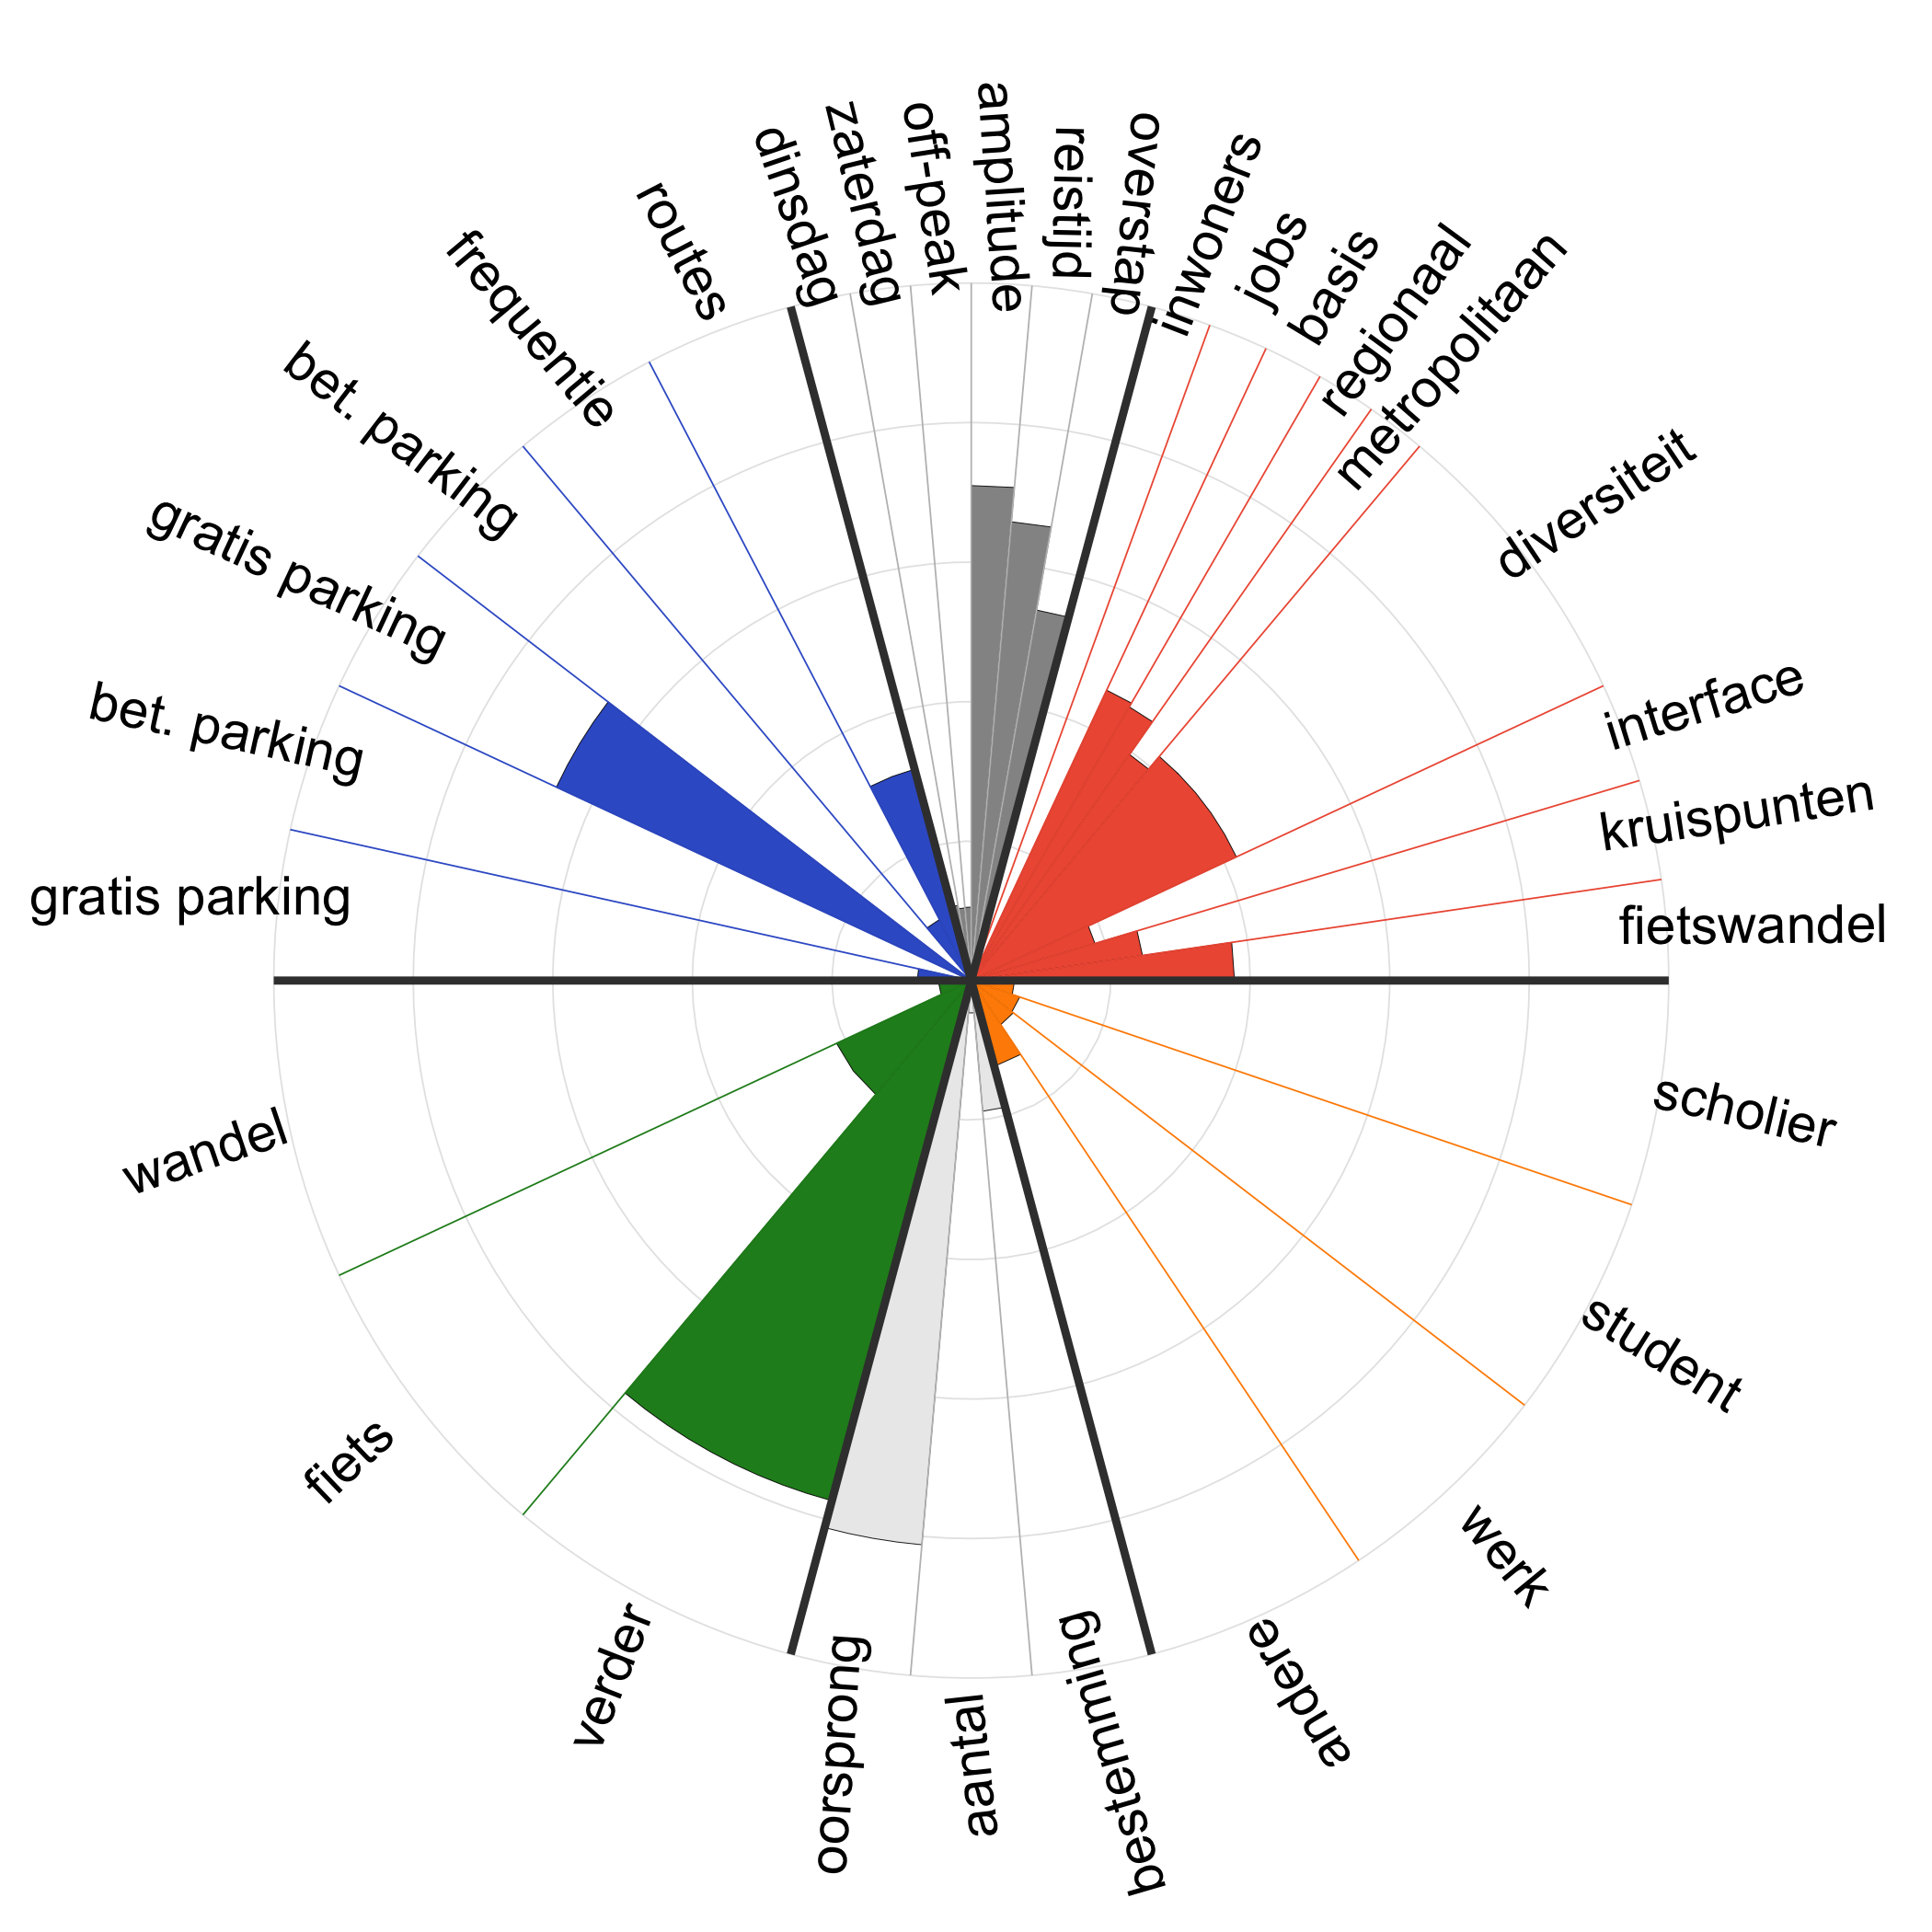 amplitude
reistijd
overstap
inwoners
jobs
basis
regionaal
metropolitaan
diversiteit
interface
kruispunten
fietswandel
scholier
student
werk
andere
bestemming
aantal
oorsprong
verder
fiets
wandel
gratis parking
bet. parking
gratis parking
bet. parking
frequentie
routes
dinsdag
zaterdag
off-peak